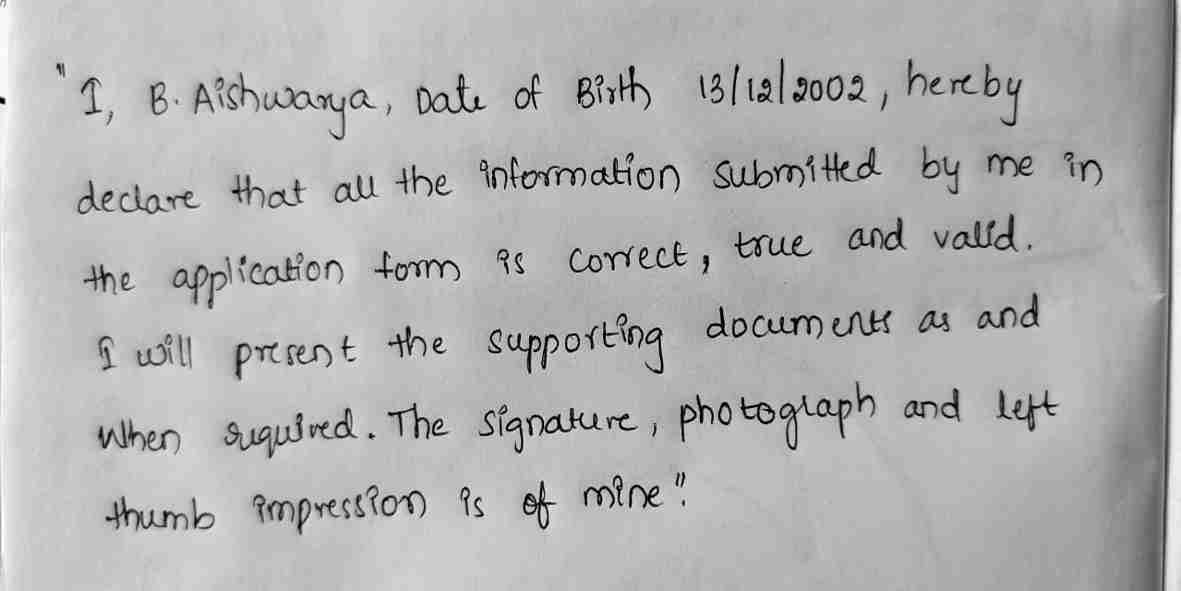 "I, B. Aishwarya, Date of Birth 13/12/2002, hereby
declare that all the information submitted by me in
the application form is correct, true and valid.
I will present the supporting documents as and
when required. The signature, photograph and left
thumb impression is of mine".